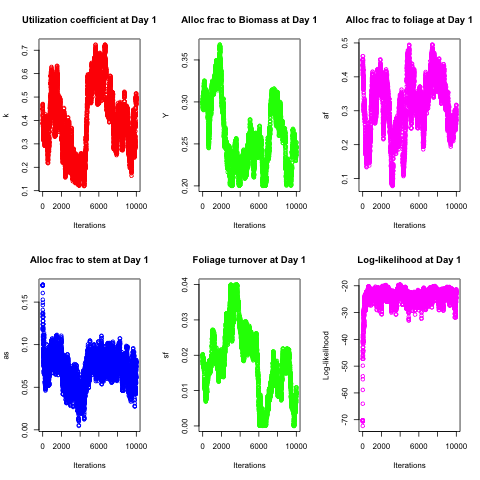 Utilization coefficient at Day 1
k
0.1 0.2 0.3 0.4 0.5 0.6 0.7
0 2000 6000 10000
Iterations
Alloc frac to Biomass at Day 1
Y
0.20 0.25 0.30 0.35
0 2000 6000 10000
Iterations
Alloc frac to foliage at Day 1
af
0.1 0.2 0.3 0.4 0.5
0 2000 6000 10000
Iterations
Alloc frac to stem at Day 1
as
0.00 0.05 0.10 0.15
0 2000 6000 10000
Iterations
Foliage turnover at Day 1
sf
0.00 0.01 0.02 0.03 0.04
0 2000 6000 10000
Iterations
Log-likelihood at Day 1
Log-likelihood
-70 -60 -50 -40 -30 -20
0 2000 6000 10000
Iterations